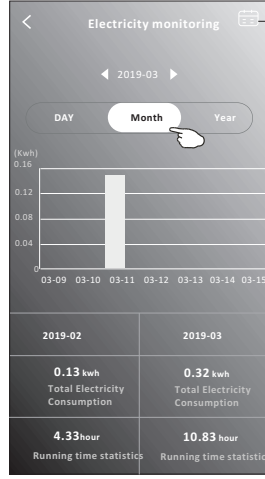 Electricity monitoring
2019-03
DAY Month Year
(Kwh)
0.16
0.12
0.08
0.04
0
03-09 03-10 03-11 03-12 03-13 03-14 03-15
2019-02 2019-03
0.13 kwh 0.32 kwh
Total Electricity Total Electricity
Consumption Consumption
4.33hour 10.83 hour
Running time statistics Running time statistic